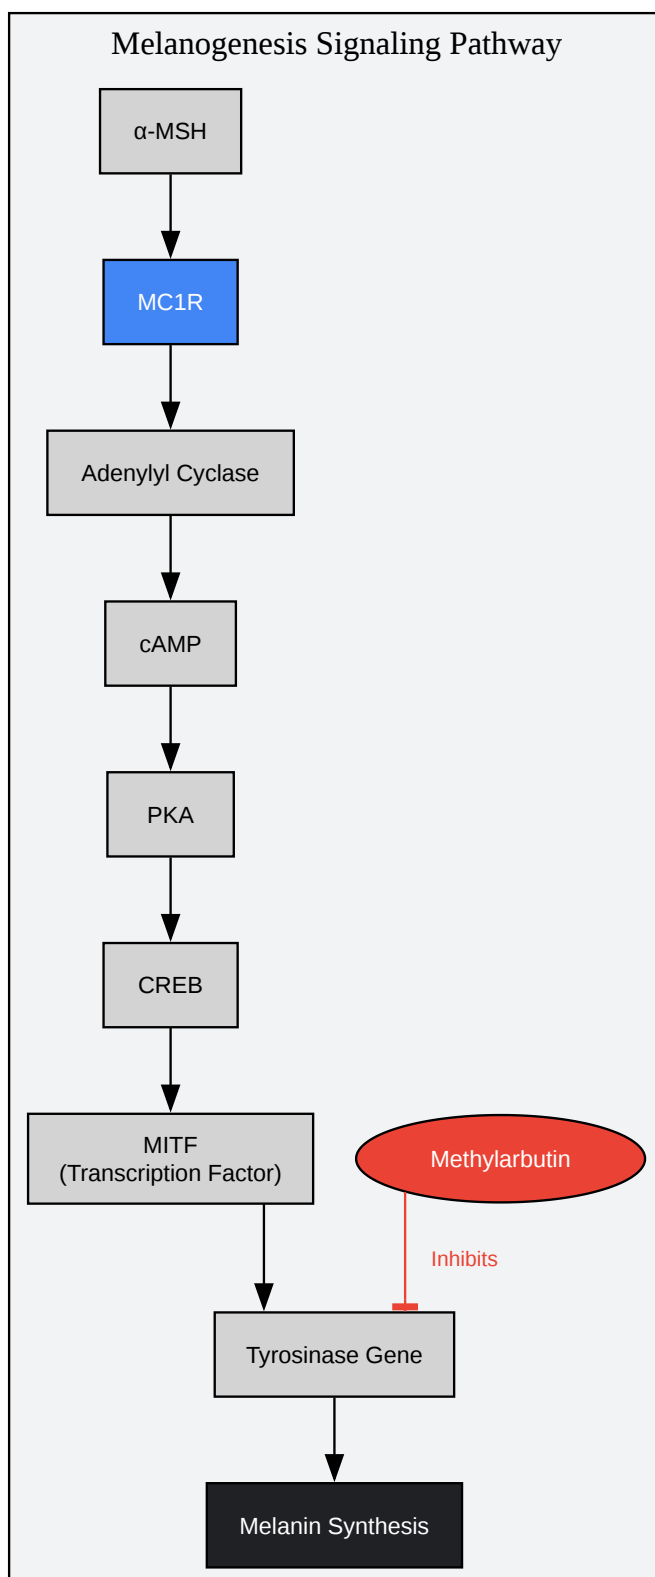 Melanogenesis Signaling Pathway
α-MSH
MC1R
Adenylyl Cyclase
cAMP
PKA
CREB
MITF
(Transcription Factor)
Methylarbutin
Inhibits
Tyrosinase Gene
Melanin Synthesis